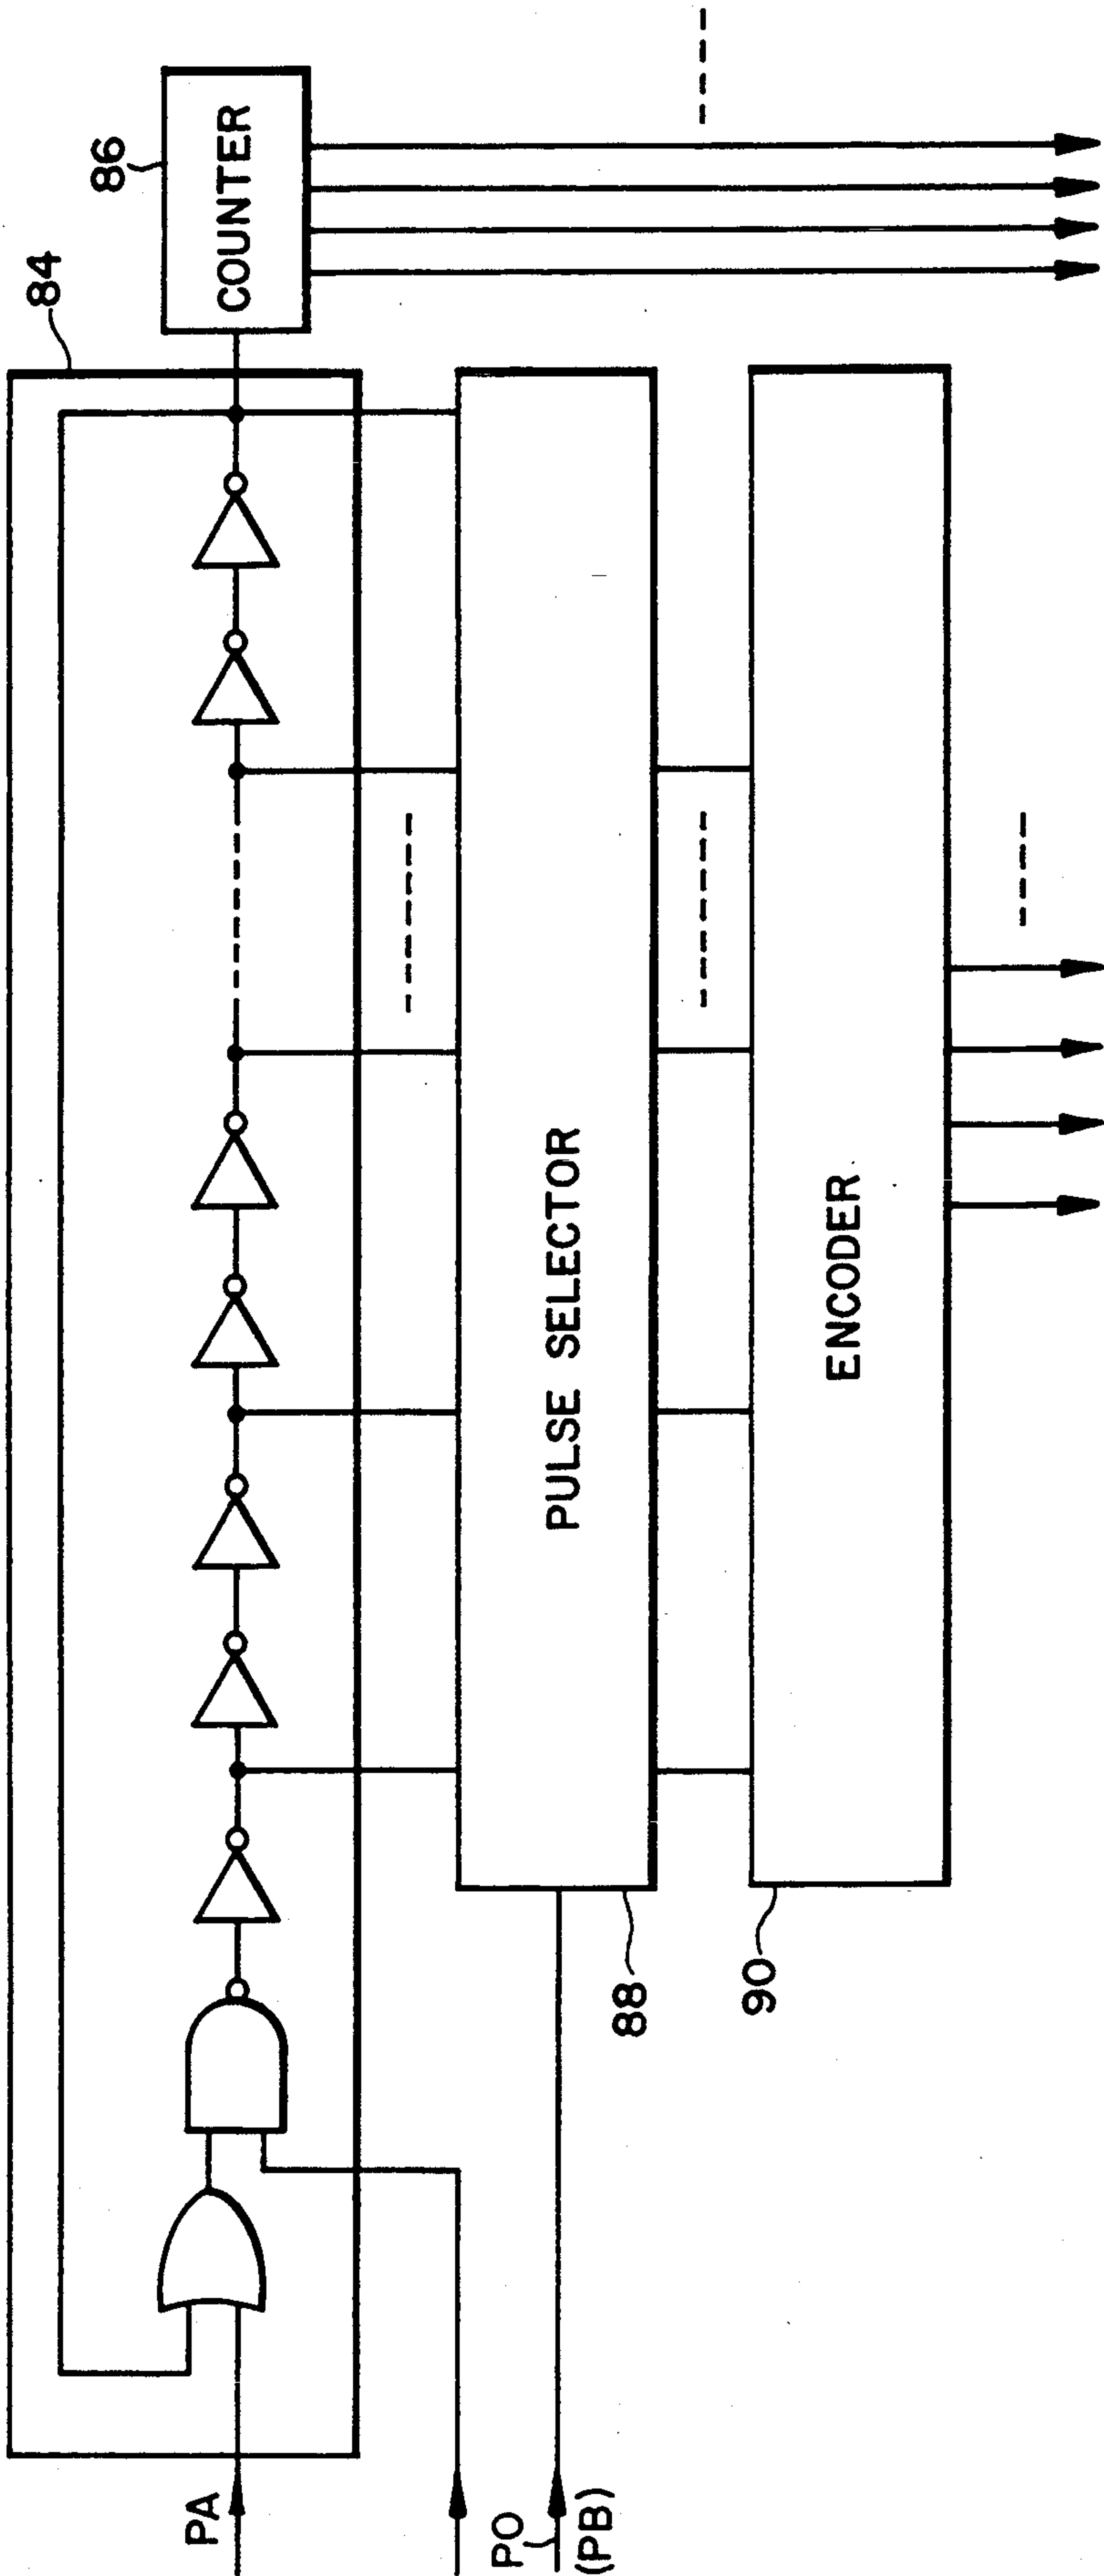 84
86
COUNTER
PA
PO
(PB)
PULSE SELECTOR
88
ENCODER
90